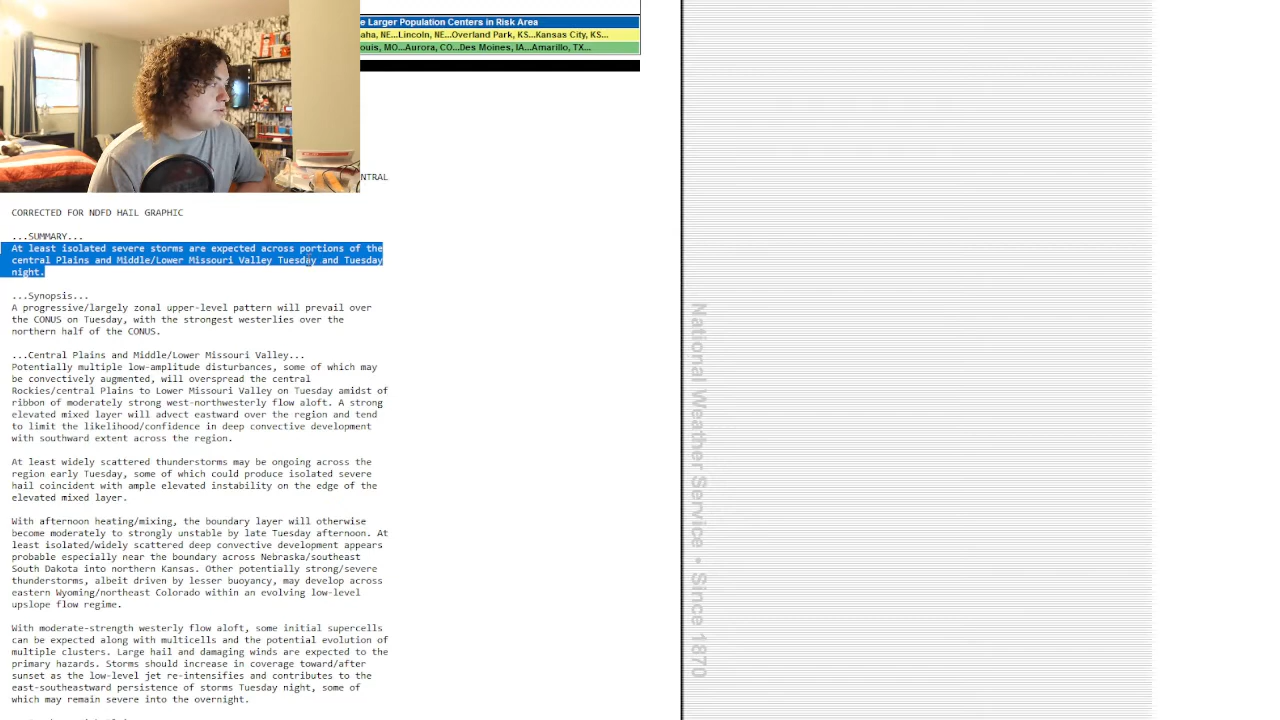 e Larger Population Centers in Risk Area
aha, NE...Lincoln, NE...Overland Park, KS...Kansas City, KS...
ouis, MO...Aurora, CO...Des Moines, IA...Amarillo, TX...
NTRAL
CORRECTED FOR NDFD HAIL GRAPHIC
...SUMMARY...
At least isolated severe storms are expected across portions of the
central Plains and Middle/Lower Missouri Valley Tuesday and Tuesday
night.
...Synopsis...
A progressive/largely zonal upper-level pattern will prevail over
the CONUS on Tuesday, with the strongest westerlies over the
northern half of the CONUS.
...Central Plains and Middle/Lower Missouri Valley...
Potentially multiple low-amplitude disturbances, some of which may
be convectively augmented, will overspread the central
Rockies/central Plains to Lower Missouri Valley on Tuesday amidst of
ribbon of moderately strong west-northwesterly flow aloft. A strong
elevated mixed layer will advect eastward over the region and tend
to limit the likelihood/confidence in deep convective development
with southward extent across the region.
At least widely scattered thunderstorms may be ongoing across the
region early Tuesday, some of which could produce isolated severe
hail coincident with ample elevated instability on the edge of the
elevated mixed layer.
With afternoon heating/mixing, the boundary layer will otherwise
become moderately to strongly unstable by late Tuesday afternoon. At
least isolated/widely scattered deep convective development appears
probable especially near the boundary across Nebraska/southeast
South Dakota into northern Kansas. Other potentially strong/severe
thunderstorms, albeit driven by lesser buoyancy, may develop across
eastern Wyoming/northeast Colorado within an evolving low-level
upslope flow regime.
With moderate-strength westerly flow aloft, some initial supercells
can be expected along with multicells and the potential evolution of
multiple clusters. Large hail and damaging winds are expected to the
primary hazards. Storms should increase in coverage toward/after
sunset as the low-level jet re-intensifies and contributes to the
east-southeastward persistence of storms Tuesday night, some of
which may remain severe into the overnight.
National Weather Service • Since 1870